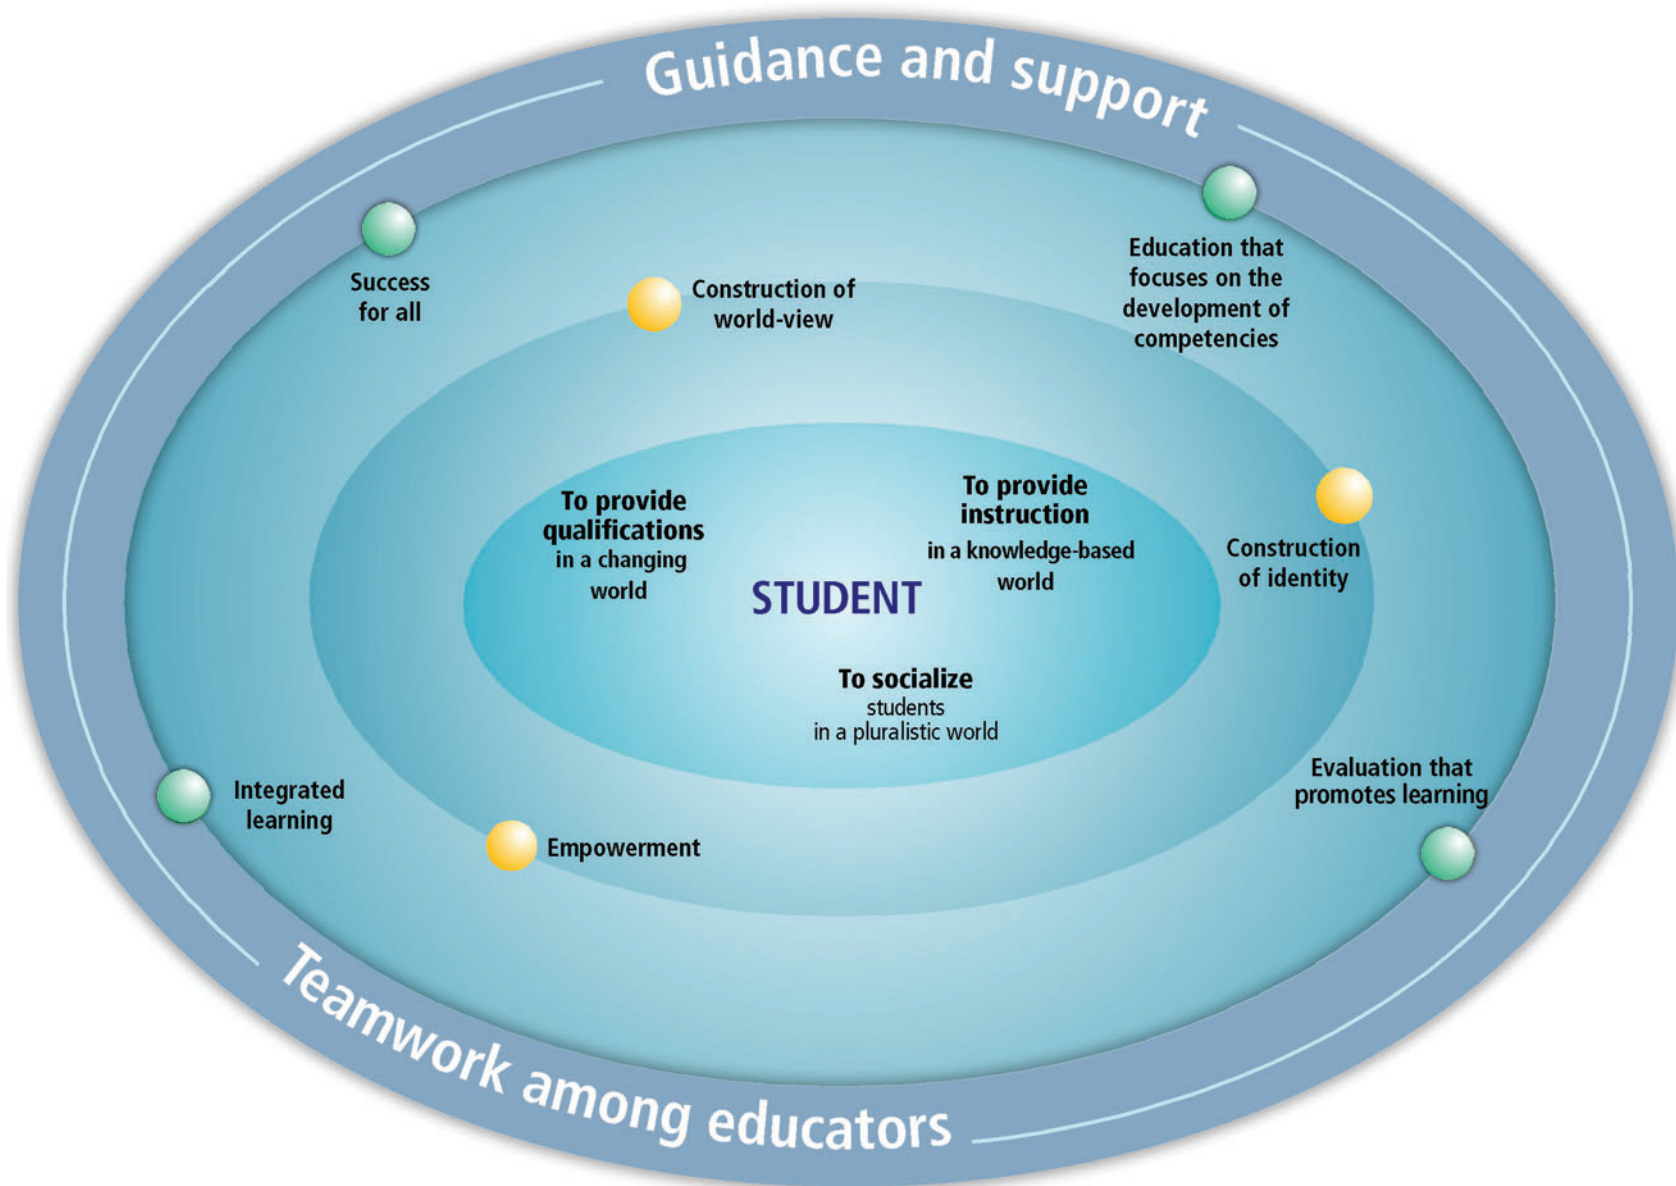 Guidance and support
Success
for all
Construction of
world-view
Education that
focuses on the
development of
competencies
To provide
qualifications
in a changing
world
To provide
instruction
in a knowledge-based
world
STUDENT
Construction
of identity
To socialize
students
in a pluralistic world
Integrated
learning
Empowerment
Evaluation that
promotes learning
Teamwork among educators